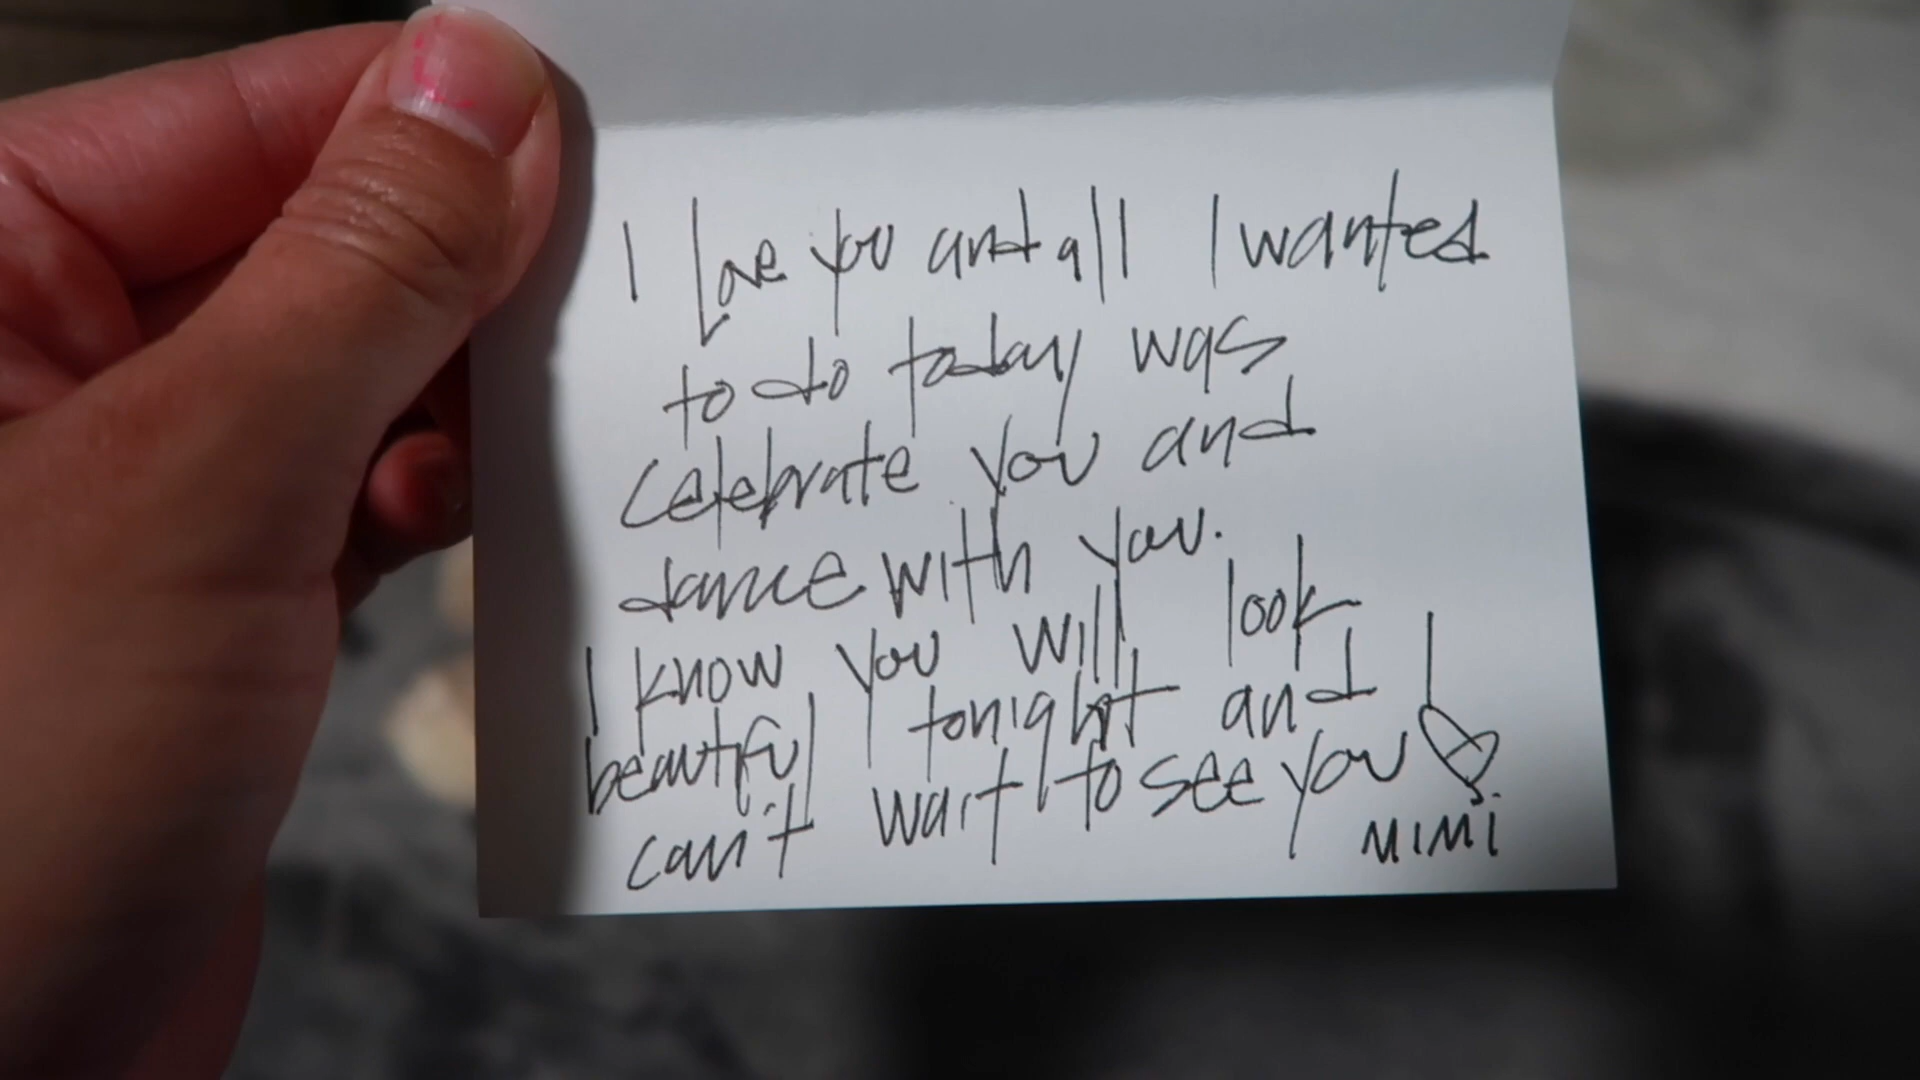 I Love you and all I wanted
to do today was
celebrate you and
dance with you.
I know you will look
beautiful tonight and I
can't wait to see you
MiMi